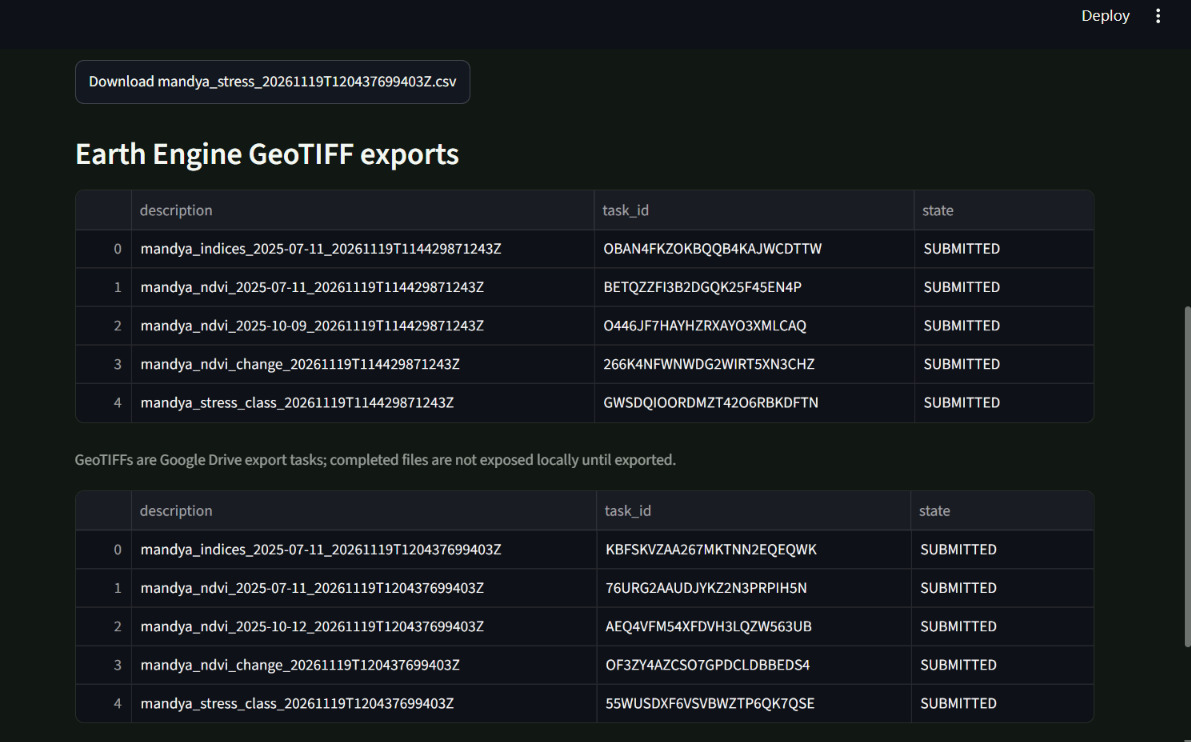 Deploy
Download mandya_stress_20261119T120437699403Z.csv
Earth Engine GeoTIFF exports
description task_id state
0 mandya_indices_2025-07-11_20261119T114429871243Z OBAN4FKZOKBQQB4KAJWCDTTW SUBMITTED
1 mandya_ndvi_2025-07-11_20261119T114429871243Z BETQZZFI3B2DGQK25F45EN4P SUBMITTED
2 mandya_ndvi_2025-10-09_20261119T114429871243Z O446JF7HAYHZRXAYO3XMLCAQ SUBMITTED
3 mandya_ndvi_change_20261119T114429871243Z 266K4NFWNWDG2WIRT5XN3CHZ SUBMITTED
4 mandya_stress_class_20261119T114429871243Z GWSDQIOORDMZT42O6RBKDFTN SUBMITTED
GeoTIFFs are Google Drive export tasks; completed files are not exposed locally until exported.
description task_id state
0 mandya_indices_2025-07-11_20261119T120437699403Z KBFSKVZAA267MKTNN2EQEQWK SUBMITTED
1 mandya_ndvi_2025-07-11_20261119T120437699403Z 76URG2AAUDJYKZ2N3PRPIH5N SUBMITTED
2 mandya_ndvi_2025-10-12_20261119T120437699403Z AEQ4VFM54XFDVH3LQZW563UB SUBMITTED
3 mandya_ndvi_change_20261119T120437699403Z OF3ZY4AZCSO7GPDCLDBBEDS4 SUBMITTED
4 mandya_stress_class_20261119T120437699403Z 55WUSDXF6VSVBWZTP6QK7QSE SUBMITTED